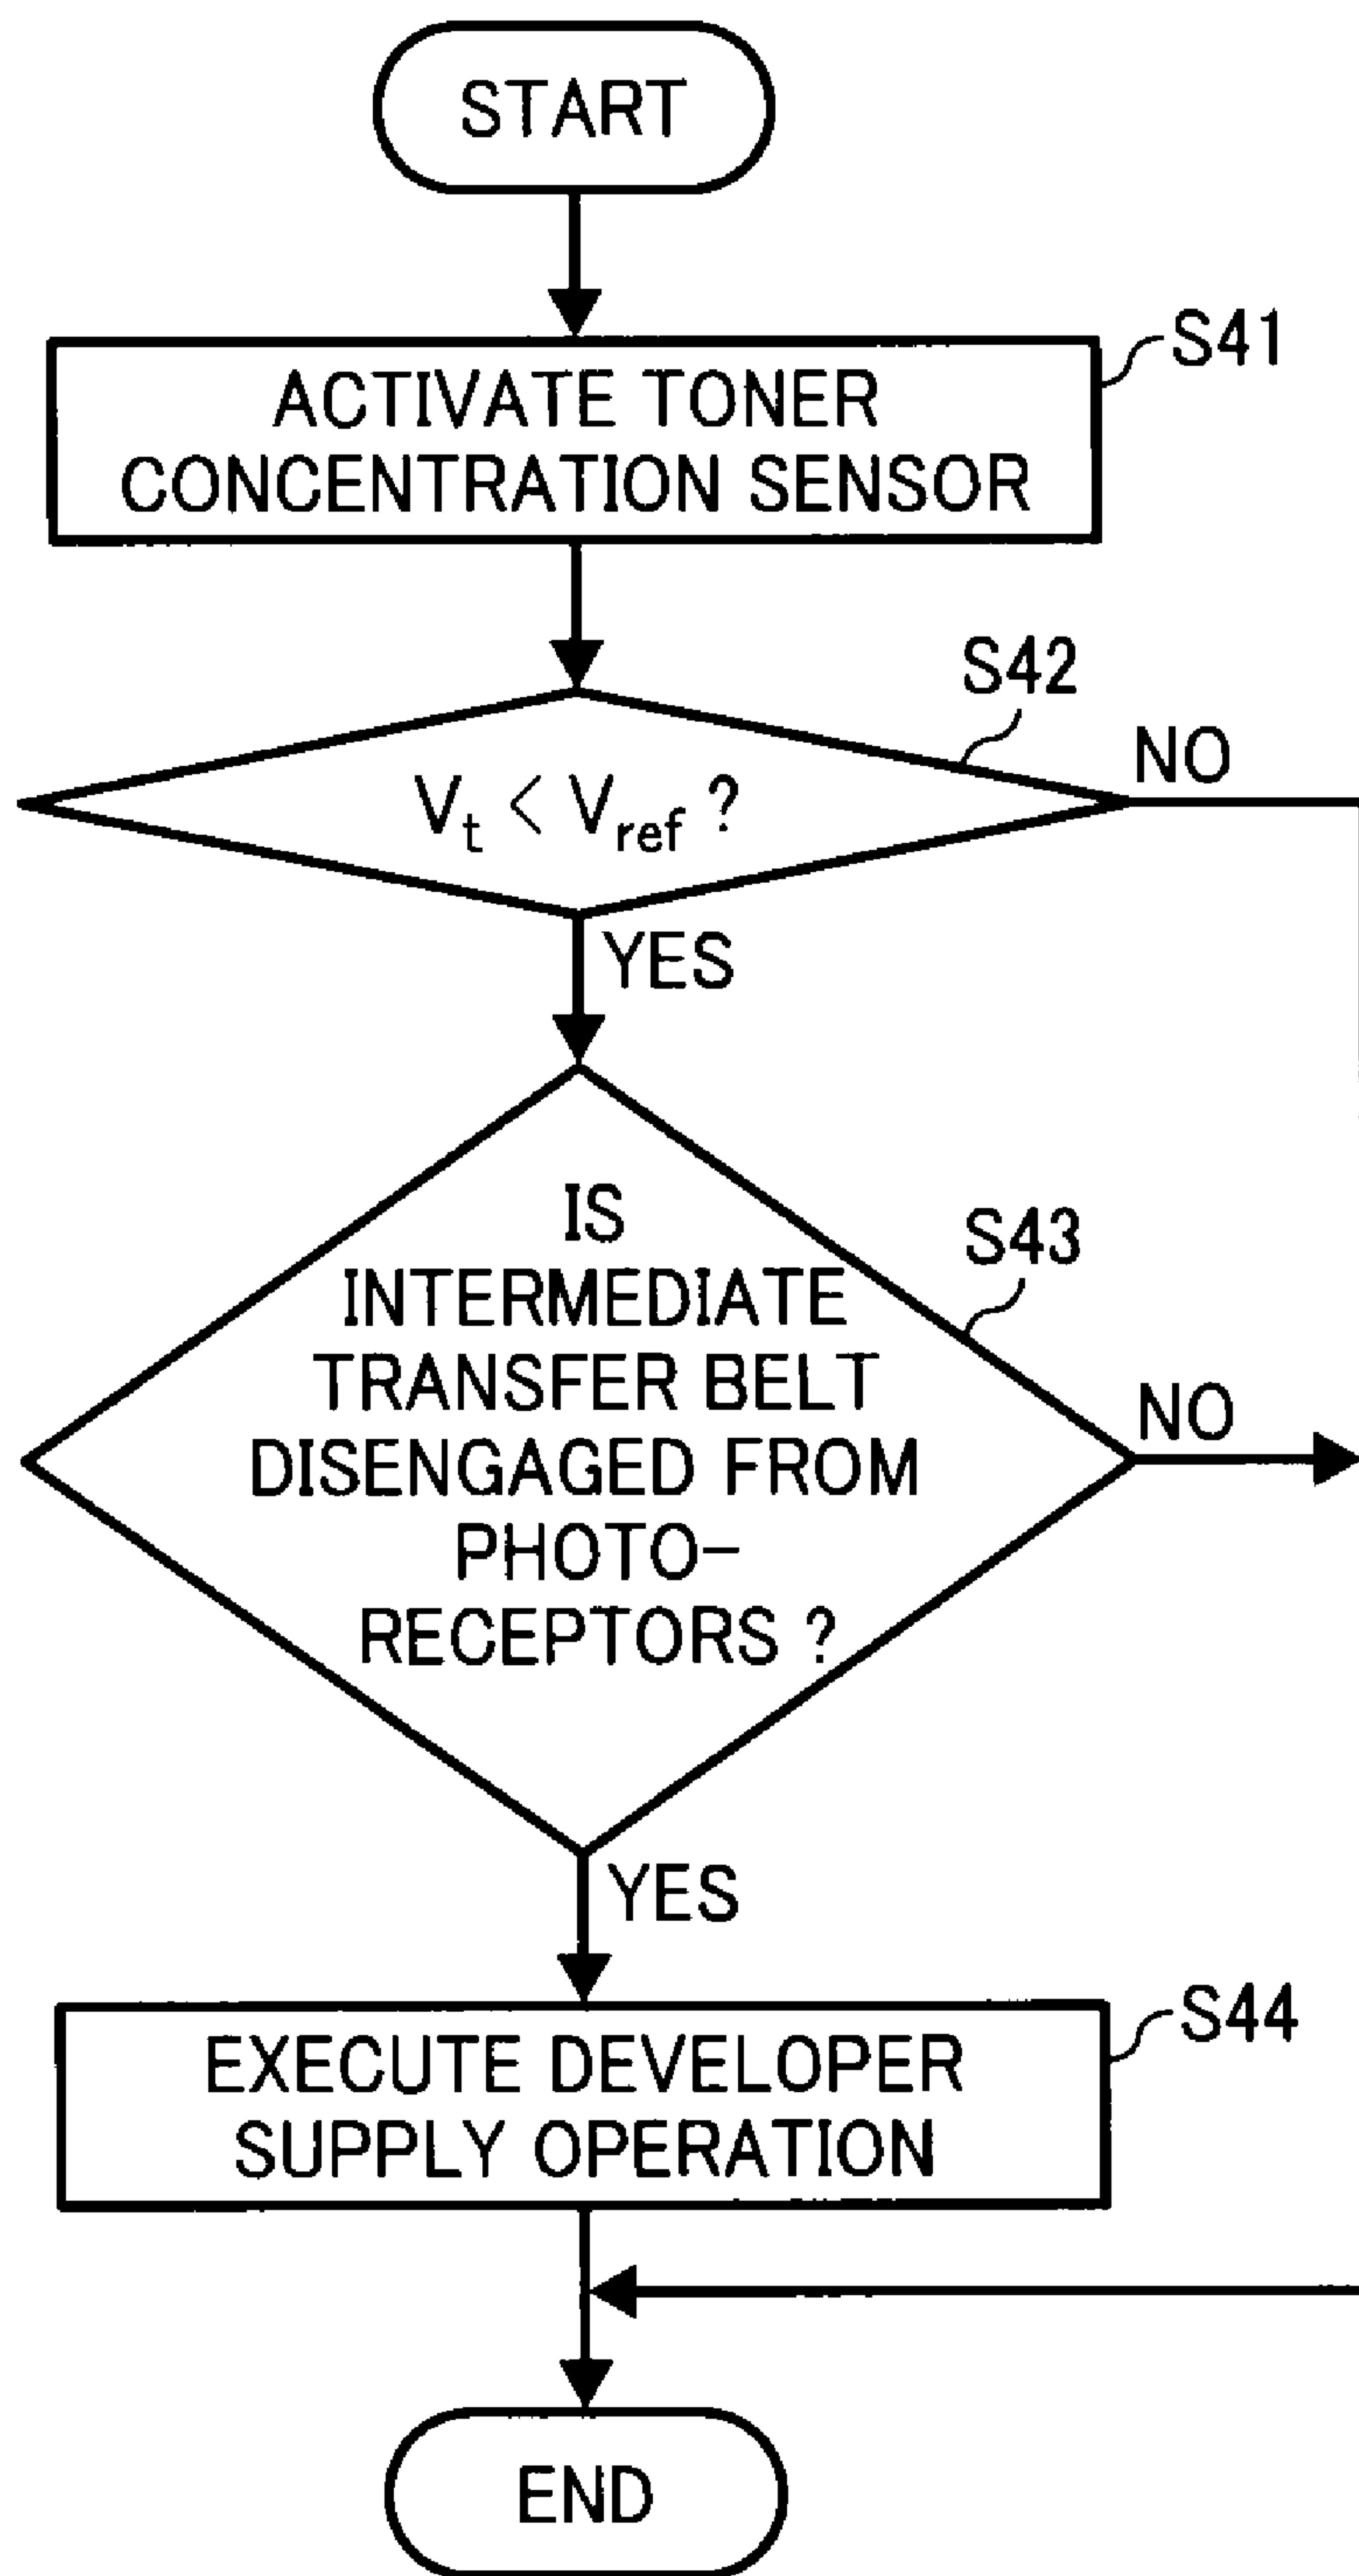 START
S41
ACTIVATE TONER
CONCENTRATION SENSOR
S42
NO
Vt < Vref ?
YES
IS
S43
INTERMEDIATE
TRANSFER BELT
NO
DISENGAGED FROM
PHOTO-
RECEPTORS ?
YES
S44
EXECUTE DEVELOPER
SUPPLY OPERATION
END